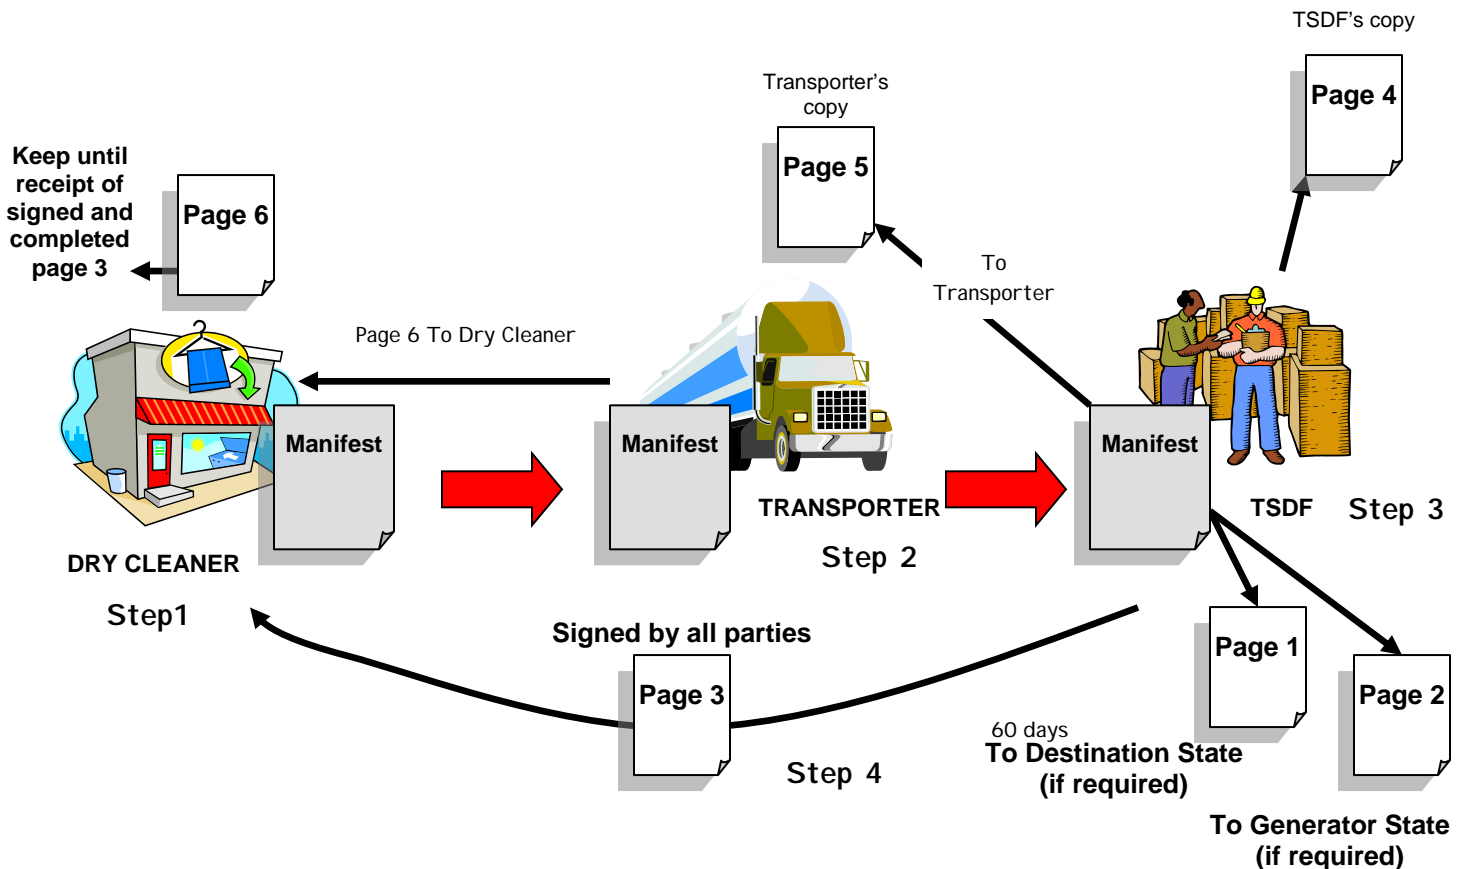 TSDF's copy
Page 4
Transporter's
copy
Page 5
Keep until
receipt of
signed and
completed
page 3
Page 6
To
Transporter
Page 6 To Dry Cleaner
Manifest
Manifest
Manifest
DRY CLEANER
Step1
TRANSPORTER
Step 2
TSDF
Step 3
Signed by all parties
Page 3
Step 4
Page 1
Page 2
60 days
To Destination State
(if required)
To Generator State
(if required)